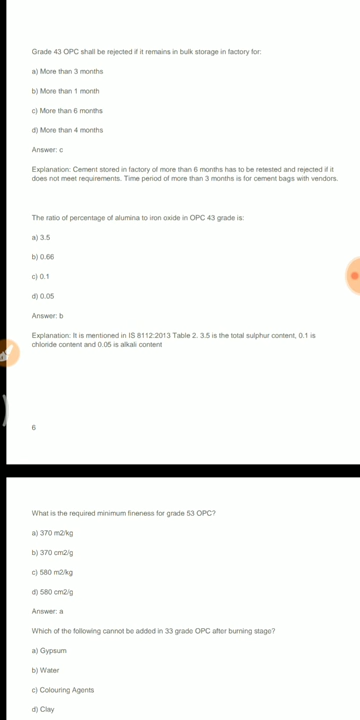 Grade 43 OPC shall be rejected if it remains in bulk storage in factory for:
a) More than 3 months
b) More than 1 month
c) More than 6 months
d) More than 4 months
Answer: c
Explanation: Cement stored in factory of more than 6 months has to be retested and rejected if it
does not meet requirements. Time period of more than 3 months is for cement bags with vendors.
The ratio of percentage of alumina to iron oxide in OPC 43 grade is:
a) 3.5
b) 0.66
c) 0.1
d) 0.05
Answer: b
Explanation: It is mentioned in IS 8112:2013 Table 2. 3.5 is the total sulphur content, 0.1 is
chloride content and 0.05 is alkali content
6
What is the required minimum fineness for grade 53 OPC?
a) 370 m2/kg
b) 370 cm2/g
c) 580 m2/kg
d) 580 cm2/g
Answer: a
Which of the following cannot be added in 33 grade OPC after burning stage?
a) Gypsum
b) Water
c) Colouring Agents
d) Clay